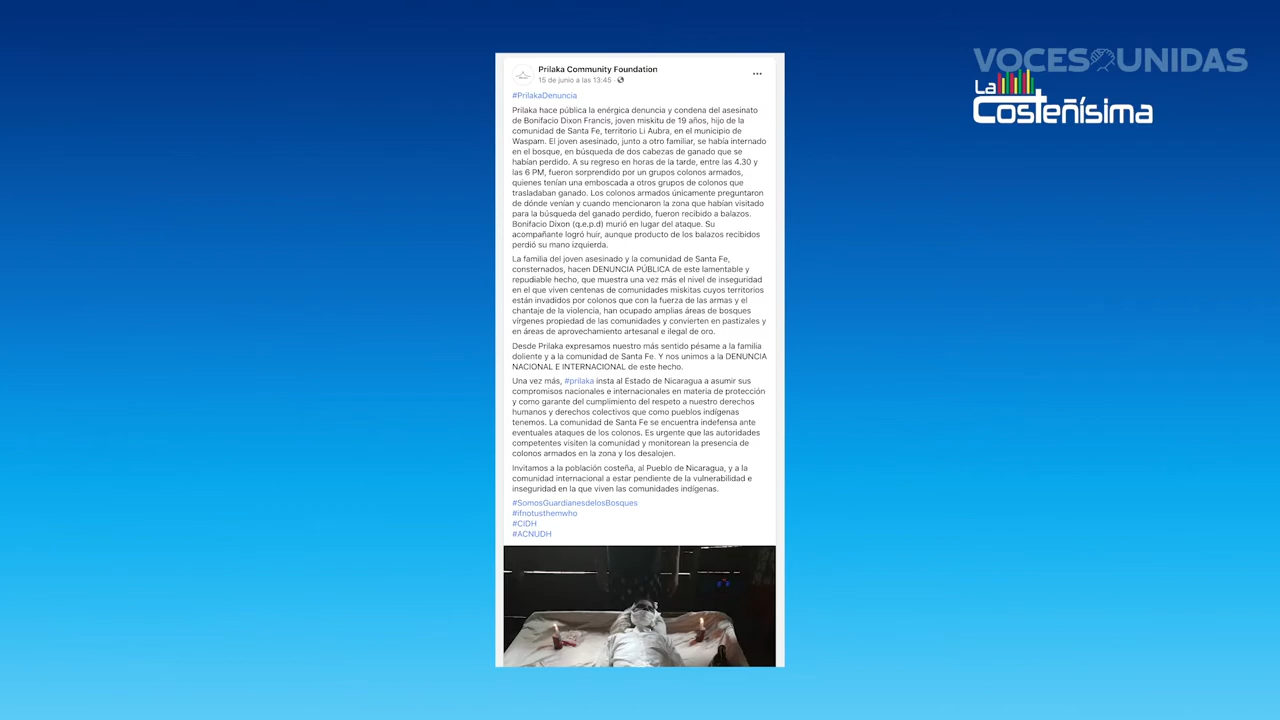 VOCES UNIDAS
La
Costeñísima
Prilaka Community Foundation
15 de junio a las 13:45 ·
#PrilakaDenuncia
Prilaka hace pública la enérgica denuncia y condena del asesinato
de Bonifacio Dixon Francis, joven miskitu de 19 años, hijo de la
comunidad de Santa Fe, territorio Li Aubra, en el municipio de
Waspam. El joven asesinado, junto a otro familiar, se había internado
en el bosque, en búsqueda de dos cabezas de ganado que se
habían perdido. A su regreso en horas de la tarde, entre las 4.30 y
las 6 PM, fueron sorprendido por un grupos colonos armados,
quienes tenían una emboscada a otros grupos de colonos que
trasladaban ganado. Los colonos armados únicamente preguntaron
de dónde venían y cuando mencionaron la zona que habían visitado
para la búsqueda del ganado perdido, fueron recibido a balazos.
Bonifacio Dixon (q.e.p.d) murió en lugar del ataque. Su
acompañante logró huir, aunque producto de los balazos recibidos
perdió su mano izquierda.
La familia del joven asesinado y la comunidad de Santa Fe,
consternados, hacen DENUNCIA PÚBLICA de este lamentable y
repudiable hecho, que muestra una vez más el nivel de inseguridad
en el que viven centenas de comunidades miskitas cuyos territorios
están invadidos por colonos que con la fuerza de las armas y el
chantaje de la violencia, han ocupado amplias áreas de bosques
vírgenes propiedad de las comunidades y convierten en pastizales y
en áreas de aprovechamiento artesanal e ilegal de oro.
Desde Prilaka expresamos nuestro más sentido pésame a la familia
doliente y a la comunidad de Santa Fe. Y nos unimos a la DENUNCIA
NACIONAL E INTERNACIONAL de este hecho.
Una vez más, #prilaka insta al Estado de Nicaragua a asumir sus
compromisos nacionales e internacionales en materia de protección
y como garante del cumplimiento del respeto a nuestro derechos
humanos y derechos colectivos que como pueblos indígenas
tenemos. La comunidad de Santa Fe se encuentra indefensa ante
eventuales ataques de los colonos. Es urgente que las autoridades
competentes visiten la comunidad y monitorean la presencia de
colonos armados en la zona y los desalojen.
Invitamos a la población costeña, al Pueblo de Nicaragua, y a la
comunidad internacional a estar pendiente de la vulnerabilidad e
inseguridad en la que viven las comunidades indígenas.
#SomosGuardianesdelosBosques
#ifnotusthemwho
#CIDH
#ACNUDH